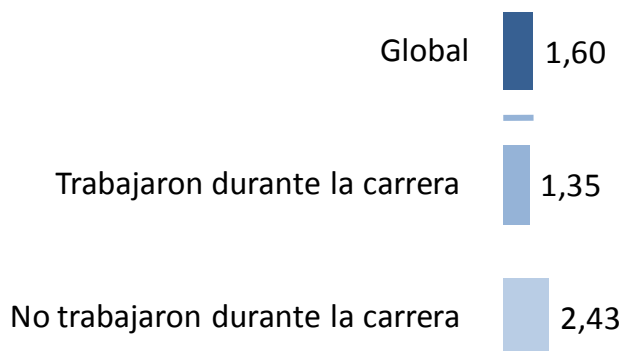 Global 1,60
Trabajaron durante la carrera 1,35
No trabajaron durante la carrera 2,43